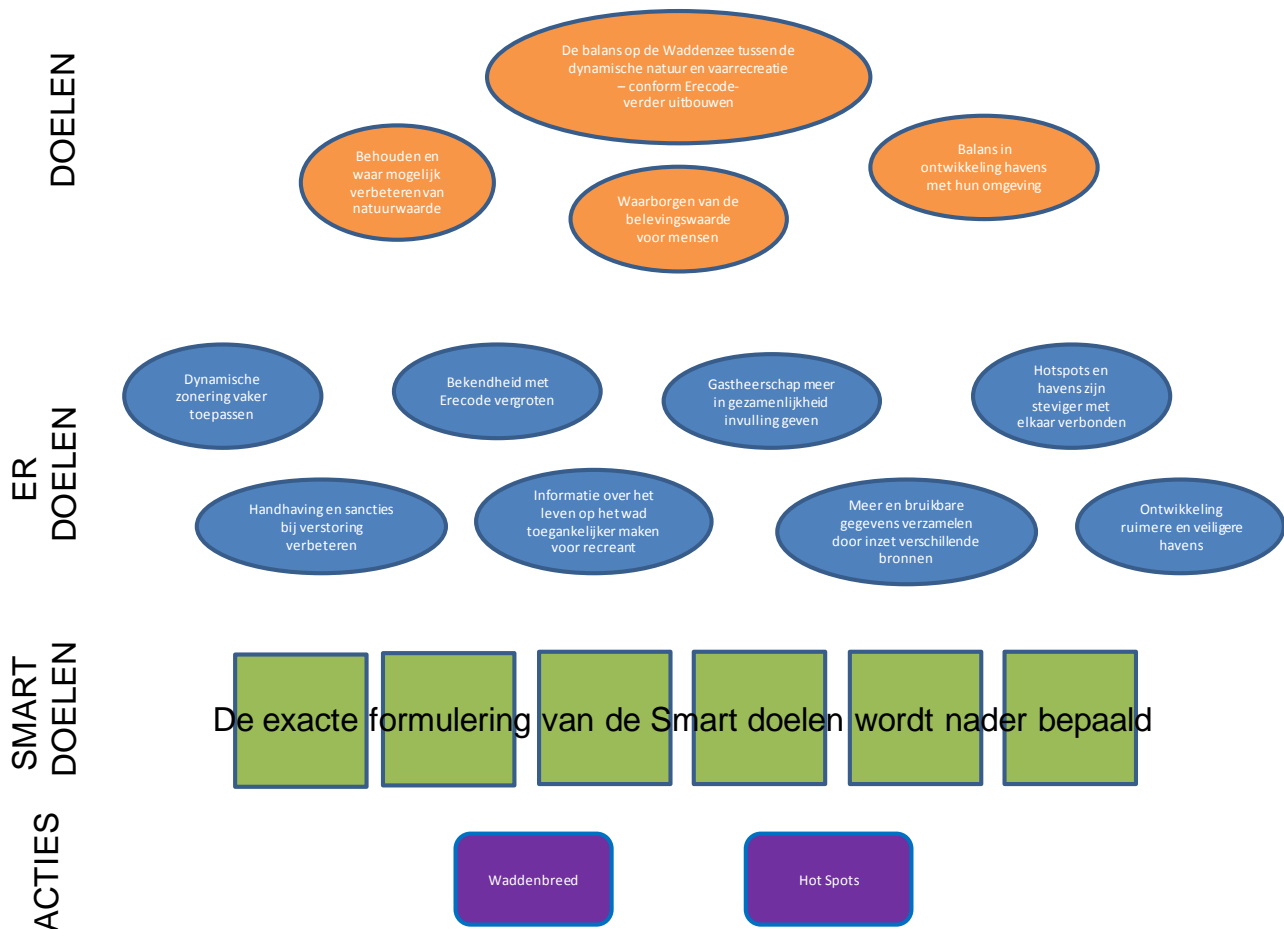 DOELEN
De balans op de Waddenzee tussen de
dynamische natuur en vaarrecreatie
– conform Erecode-
verder uitbouwen
Behouden en
waar mogelijk
verbeteren van
natuurwaarde
Waarborgen van de
belevingswaarde
voor mensen
Balans in
ontwikkeling havens
met hun omgeving
ER
DOELEN
Dynamische
zonering vaker
toepassen
Bekendheid met
Erecode vergroten
Gastheerschap meer
in gezamenlijkheid
invulling geven
Hotspots en
havens zijn
steviger met
elkaar verbonden
Handhaving en sancties
bij verstoring
verbeteren
Informatie over het
leven op het wad
toegankelijker maken
voor recreant
Meer en bruikbare
gegevens verzamelen
door inzet verschillende
bronnen
Ontwikkeling
ruimere en veiligere
havens
SMART
DOELEN
De exacte formulering van de Smart doelen wordt nader bepaald
ACTIES
Waddenbreed
Hot Spots